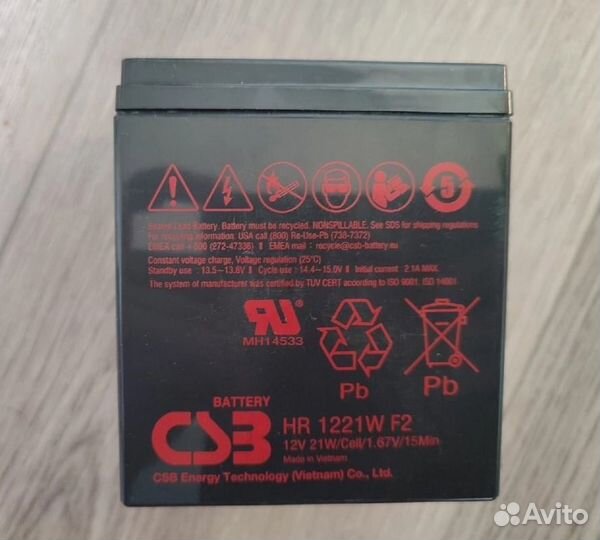 Sealed Lead Battery. Battery must be recycled. NONSPILLABLE. See SDS for shipping regulations
For recycling information. USA call (800) Re-Use-Pb (738-7372)
EMEA call + 800 (272-47336) || EMEA mail : recycle@csb-battery.eu
Constant voltage charge, Voltage regulation (25°C)
Standby use : 13.5~13.8V || Cycle use : 14.4~15.0V || Initial current : 2.1A MAX.
The system of manufacturer was certified by TUV CERT according to ISO 9001, ISO 14001
5
MH14533
Pb
Pb
BATTERY
CSB
HR 1221W F2
12V 21W/Cell/1.67V/15Min
Made in Vietnam
CSB Energy Technology (Vietnam) Co., Ltd.
Avito